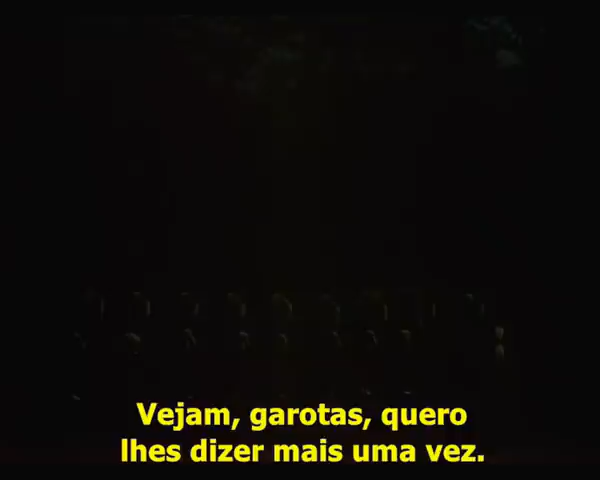 Vejam, garotas, quero
lhes dizer mais uma vez.